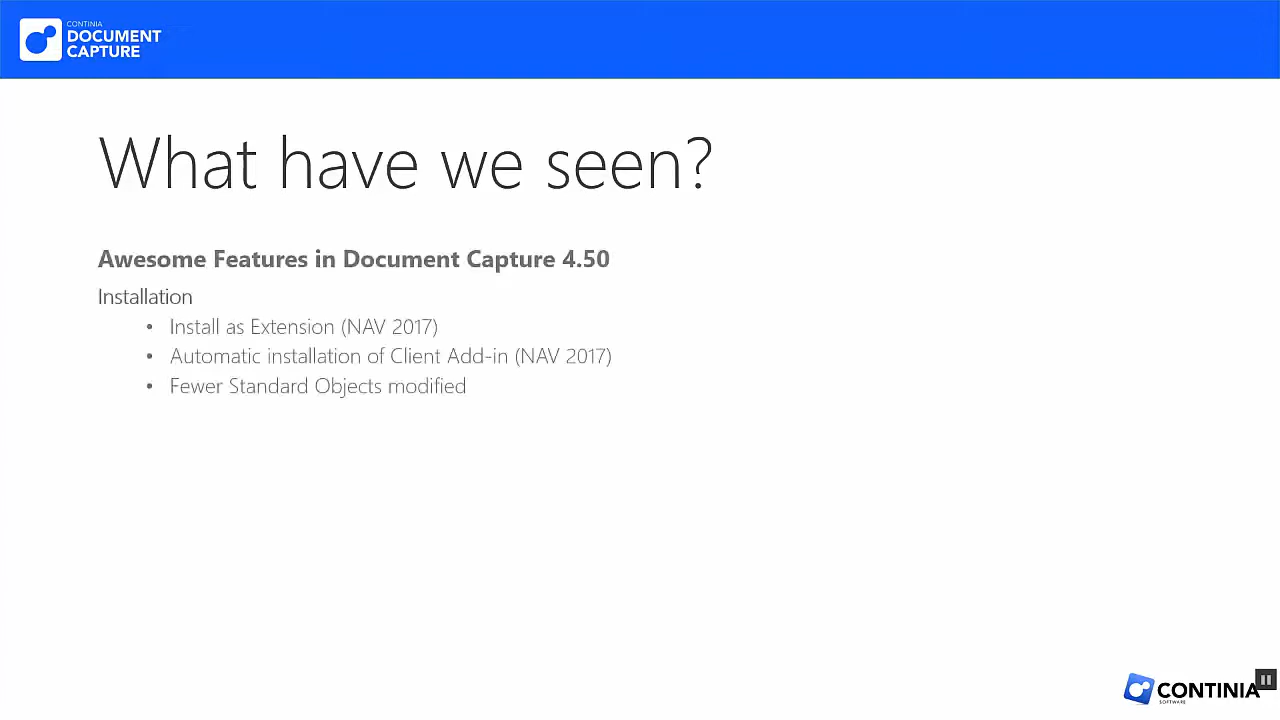 CONTINIA
DOCUMENT
CAPTURE
What have we seen?
Awesome Features in Document Capture 4.50
Installation
• Install as Extension (NAV 2017)
• Automatic installation of Client Add-in (NAV 2017)
• Fewer Standard Objects modified
CONTINIA
SOFTWARE